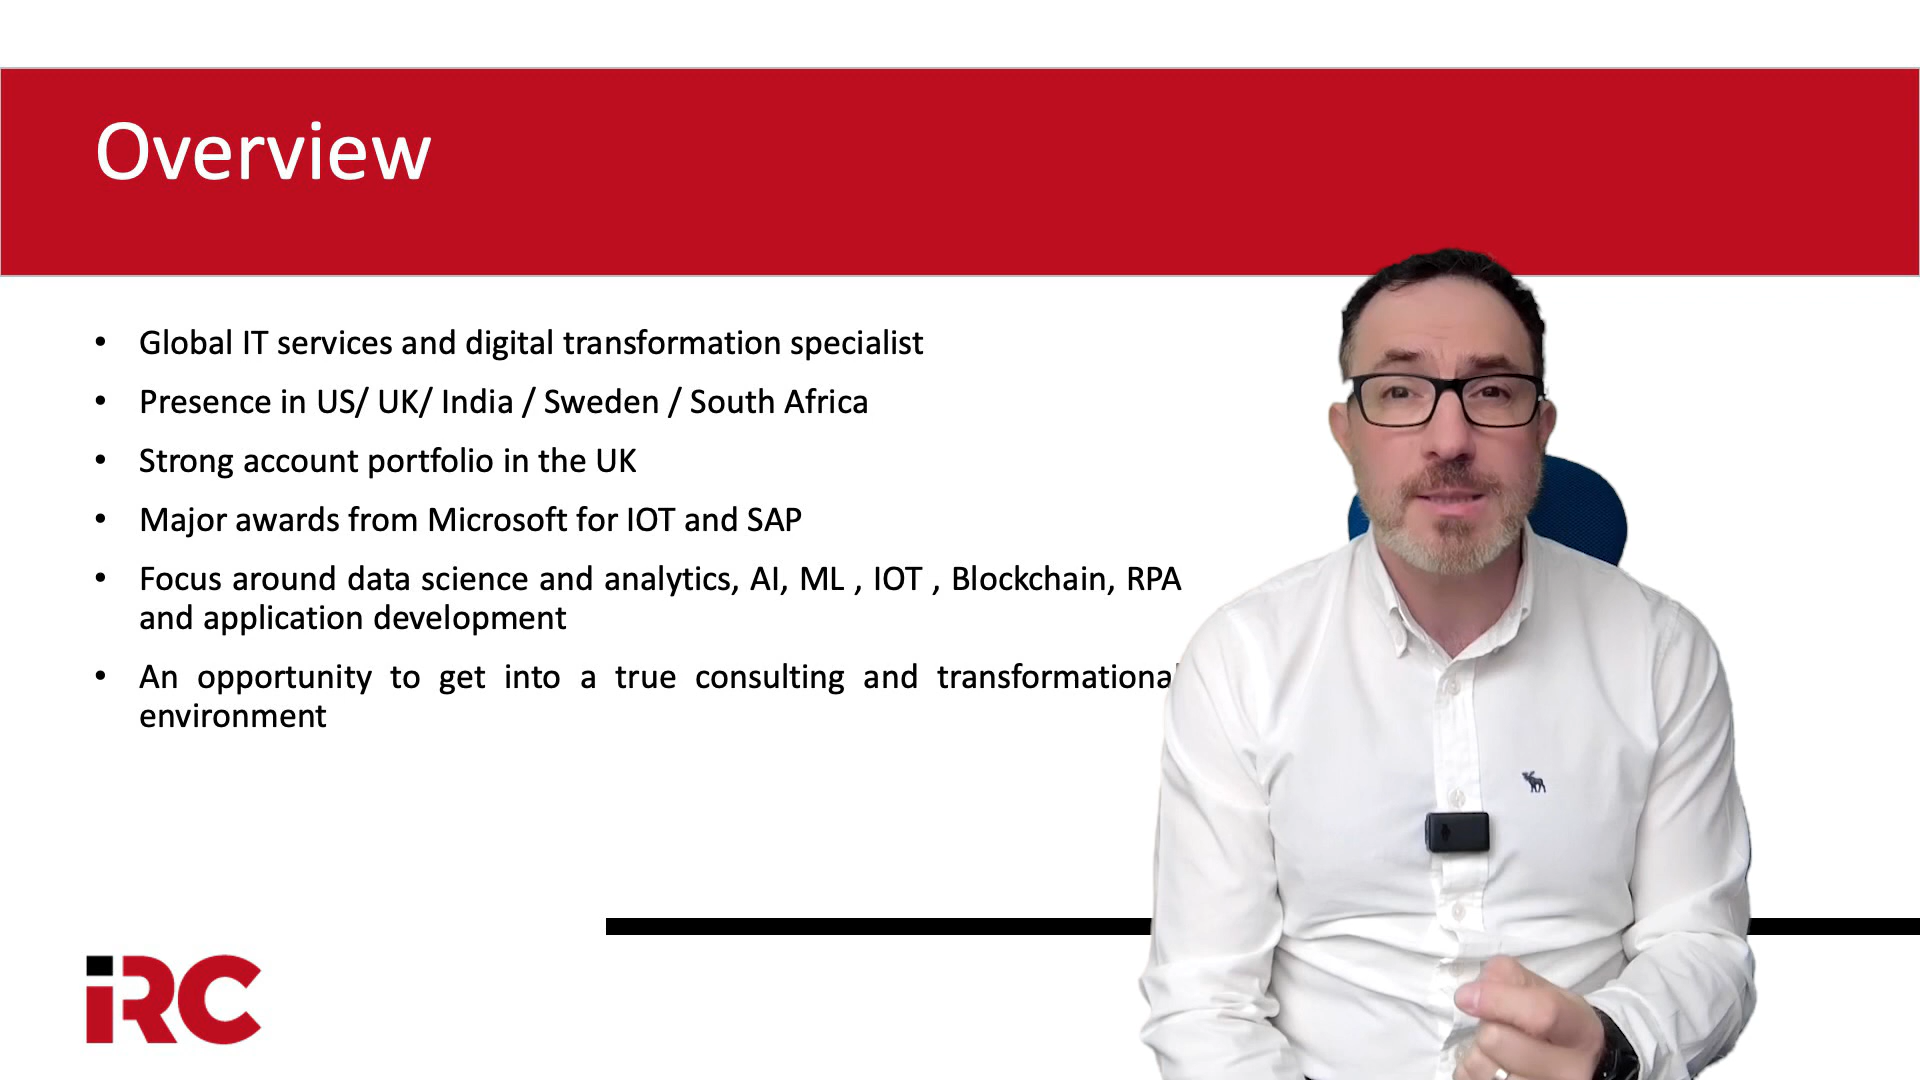 Overview
• Global IT services and digital transformation specialist
• Presence in US/ UK/ India / Sweden / South Africa
• Strong account portfolio in the UK
• Major awards from Microsoft for IOT and SAP
• Focus around data science and analytics, AI, ML , IOT , Blockchain, RPA
and application development
• An opportunity to get into a true consulting and transformational
environment
iRC